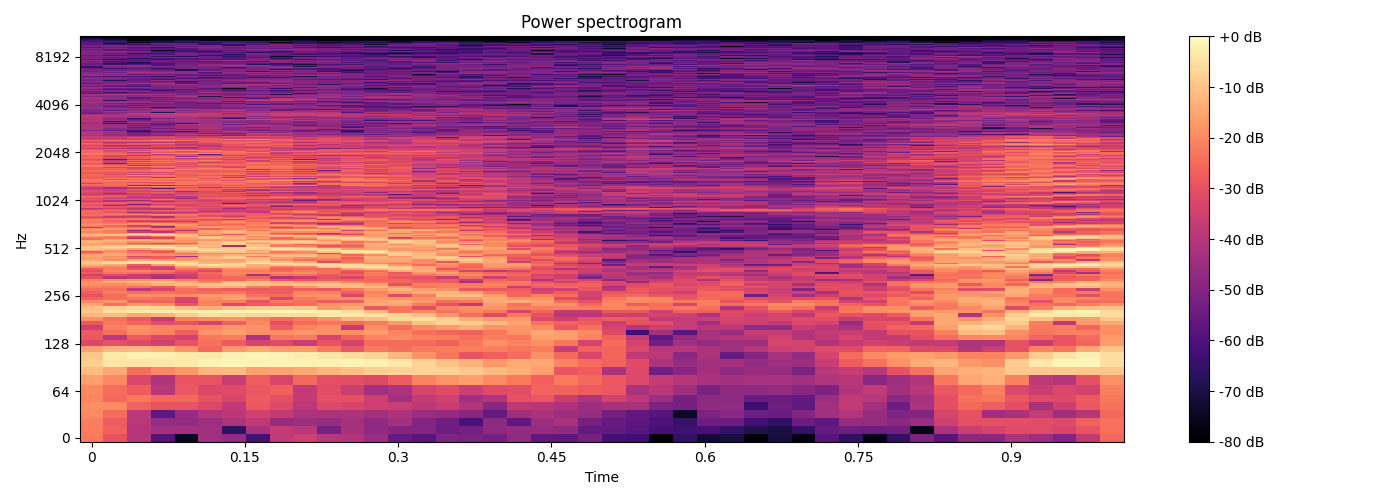 Power spectrogram
Hz
8192
4096
2048
1024
512
256
128
64
0
0 0.15 0.3 0.45 0.6 0.75 0.9
Time
+0 dB
-10 dB
-20 dB
-30 dB
-40 dB
-50 dB
-60 dB
-70 dB
-80 dB